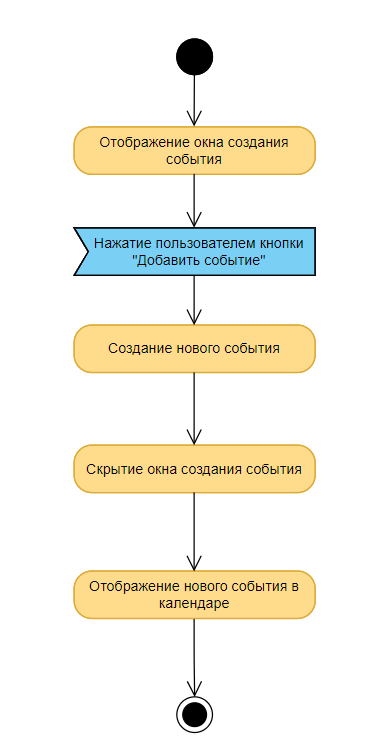 Отображение окна создания
события
Нажатие пользователем кнопки
"Добавить событие"
Создание нового события
Скрытие окна создания события
Отображение нового события в
календаре